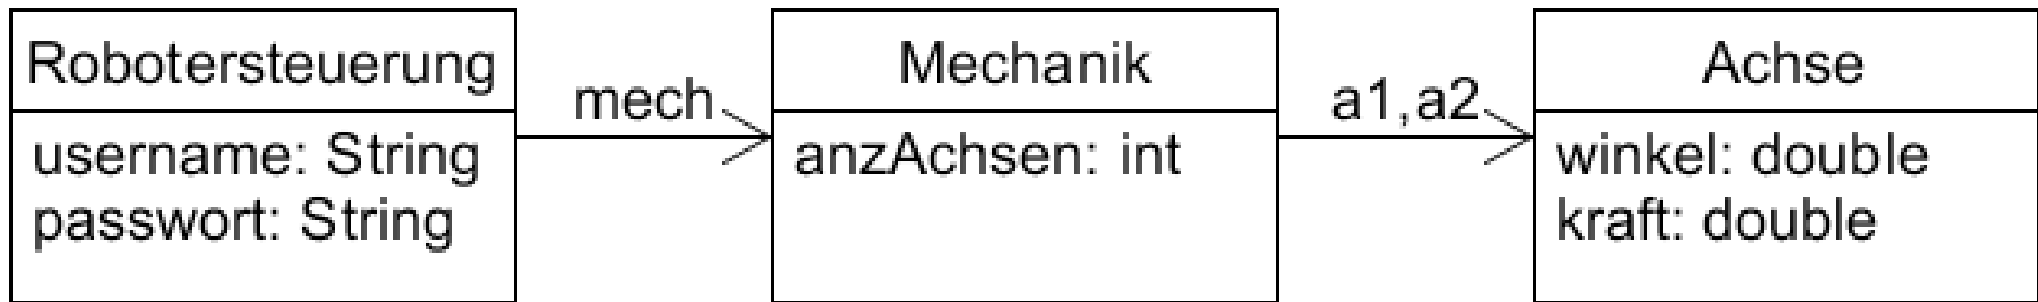 Robotersteuerung
username: String
passwort: String
mech
Mechanik
anzAchsen: int
a1,a2
Achse
winkel: double
kraft: double